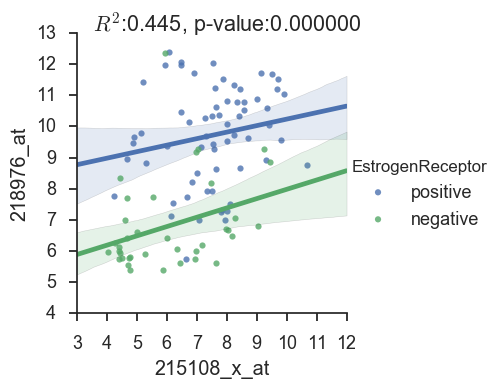 R²:0.445, p-value:0.000000
13
12
11
10
9
8
7
6
5
4
218976_at
3 4 5 6 7 8 9 10 11 12
215108_x_at
EstrogenReceptor
positive
negative